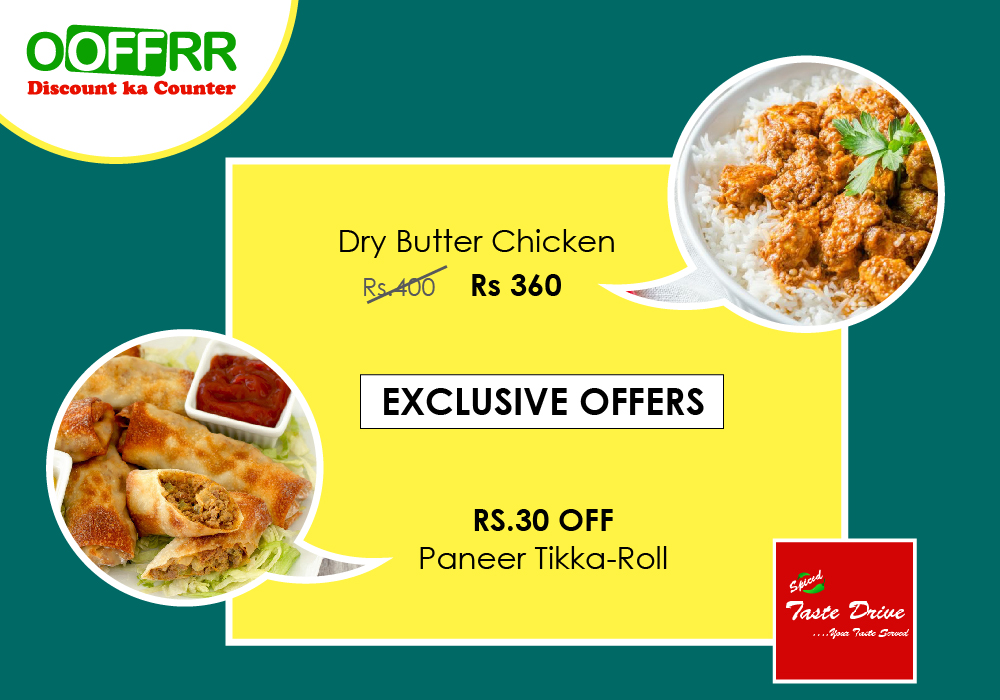 OOFFRR
Discount ka Counter
Dry Butter Chicken
Rs.400 Rs 360
EXCLUSIVE OFFERS
RS.30 OFF
Paneer Tikka-Roll
Spiced
Taste Drive
....Your Taste Served